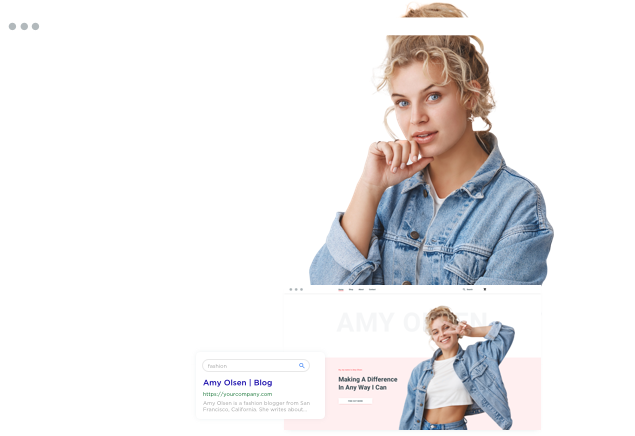 AMY OLSEN
Making A Difference
In Any Way I Can
fashion
Amy Olsen | Blog
https://yourcompany.com
Amy Olsen is a fashion blogger from San
Francisco, California. She writes about...